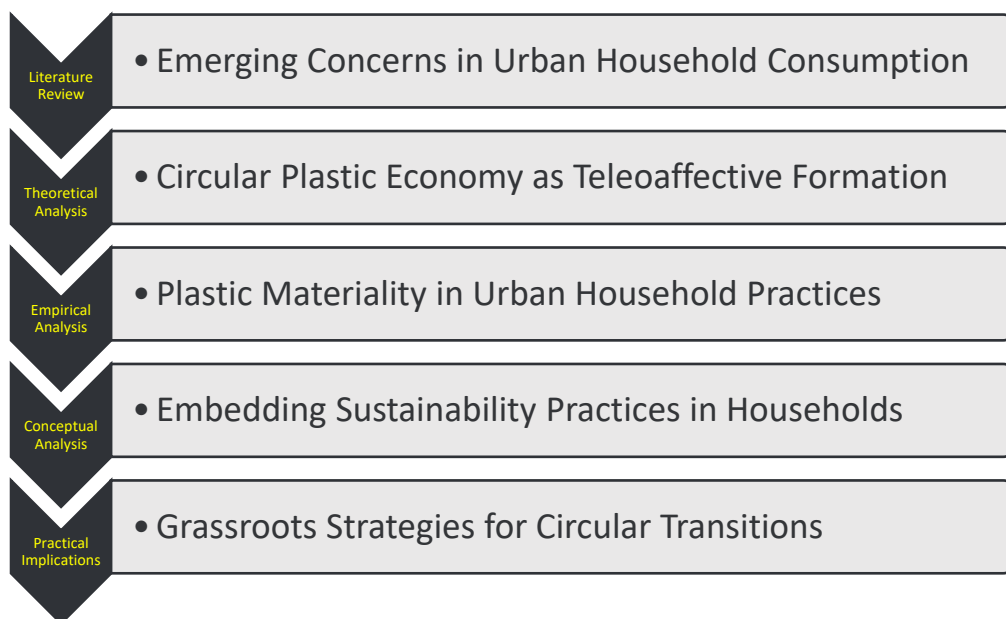 Literature
Review
• Emerging Concerns in Urban Household Consumption
Theoretical
Analysis
• Circular Plastic Economy as Teleoaffective Formation
Empirical
Analysis
• Plastic Materiality in Urban Household Practices
Conceptual
Analysis
• Embedding Sustainability Practices in Households
Practical
Implications
• Grassroots Strategies for Circular Transitions